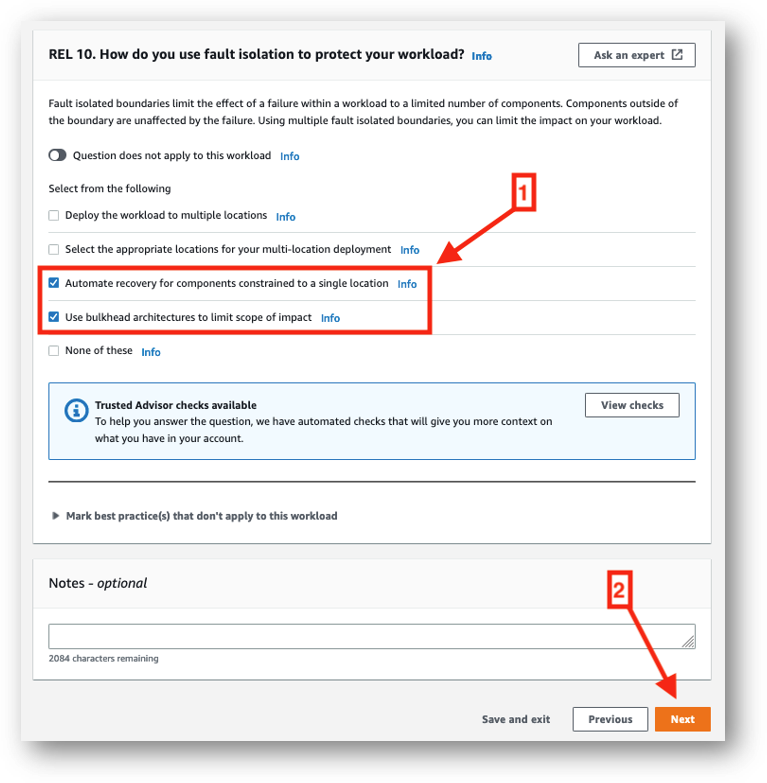 REL 10. How do you use fault isolation to protect your workload? Info
Ask an expert
Fault isolated boundaries limit the effect of a failure within a workload to a limited number of components. Components outside of
the boundary are unaffected by the failure. Using multiple fault isolated boundaries, you can limit the impact on your workload.
Question does not apply to this workload Info
Select from the following
1
Deploy the workload to multiple locations Info
Select the appropriate locations for your multi-location deployment Info
Automate recovery for components constrained to a single location Info
Use bulkhead architectures to limit scope of impact Info
None of these Info
Trusted Advisor checks available
To help you answer the question, we have automated checks that will give you more context on
what you have in your account.
View checks
Mark best practice(s) that don't apply to this workload
Notes - optional
2
2084 characters remaining
Save and exit
Previous
Next